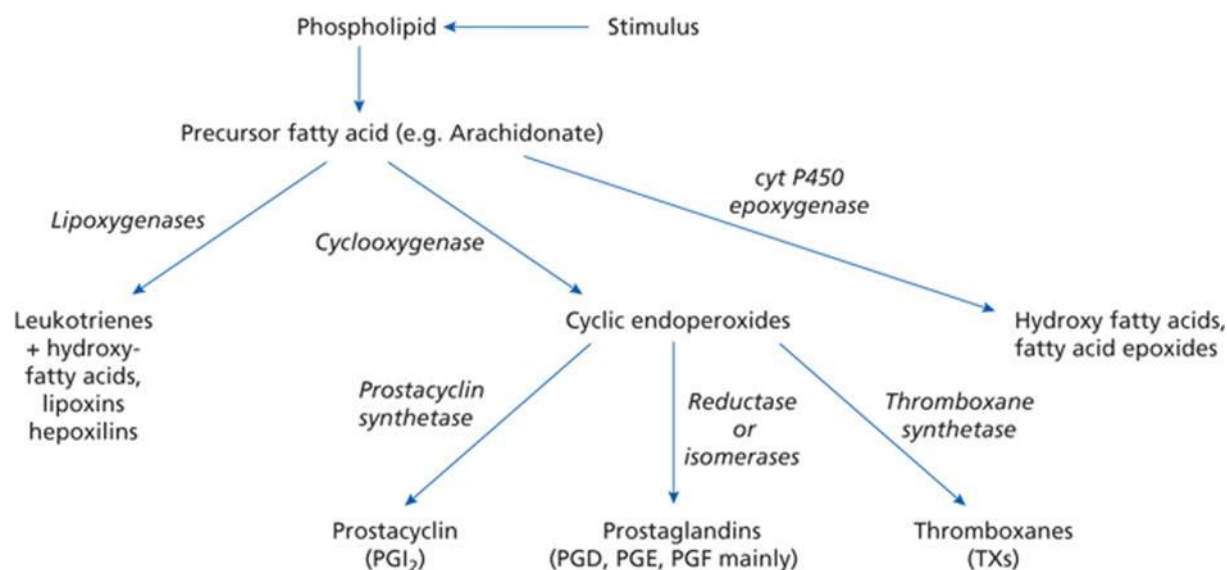 Phospholipid
Stimulus
Precursor fatty acid (e.g. Arachidonate)
Lipoxygenases
Cyclooxygenase
cyt P450
epoxygenase
Leukotrienes
+ hydroxy-
fatty acids,
lipoxins
hepoxilins
Cyclic endoperoxides
Hydroxy fatty acids,
fatty acid epoxides
Prostacyclin
synthetase
Reductase
or
isomerases
Thromboxane
synthetase
Prostacyclin
(PGI₂)
Prostaglandins
(PGD, PGE, PGF mainly)
Thromboxanes
(TXs)